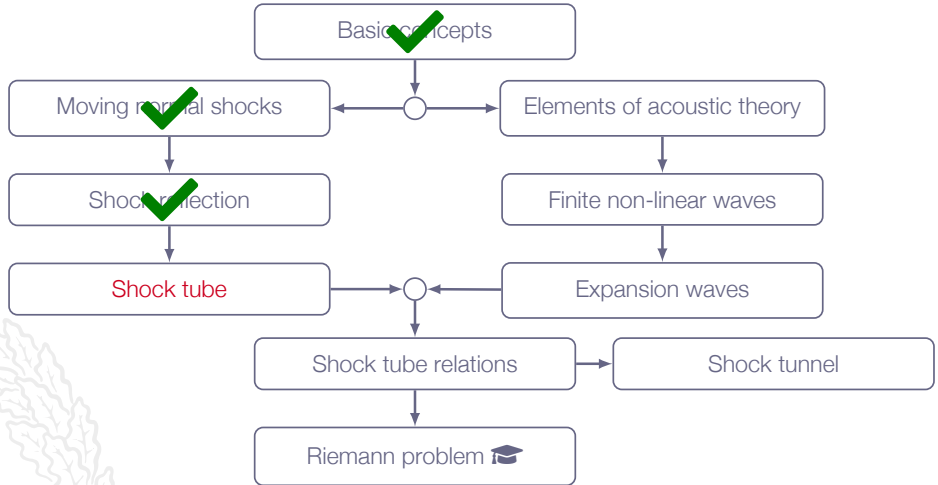 Basic concepts
Moving normal shocks
Elements of acoustic theory
Shock reflection
Finite non-linear waves
Shock tube
Expansion waves
Shock tube relations
Shock tunnel
Riemann problem